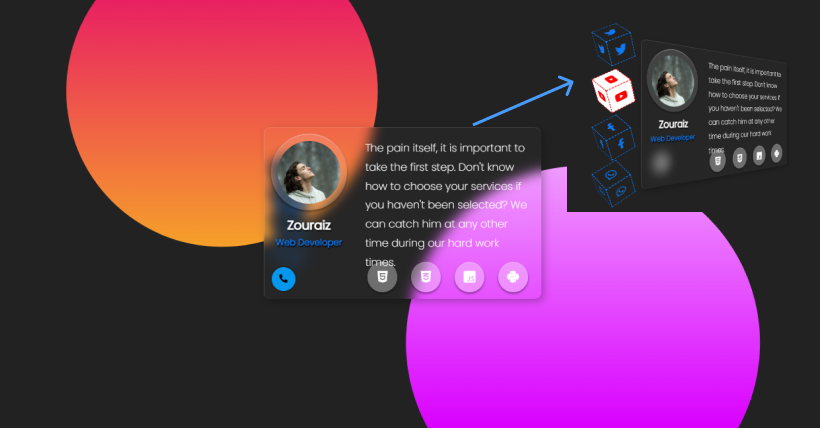 The pain itself, it is important to
take the first step. Don't know
how to choose your services if
you haven't been selected? We
can catch him at any other
time during our hard work
times.
Zouraiz
Web Developer
The pain itself, it is important to
take the first step. Don't know
how to choose your services if
you haven't been selected? We
can catch him at any other
time during our hard work
times.
Zouraiz
Web Developer